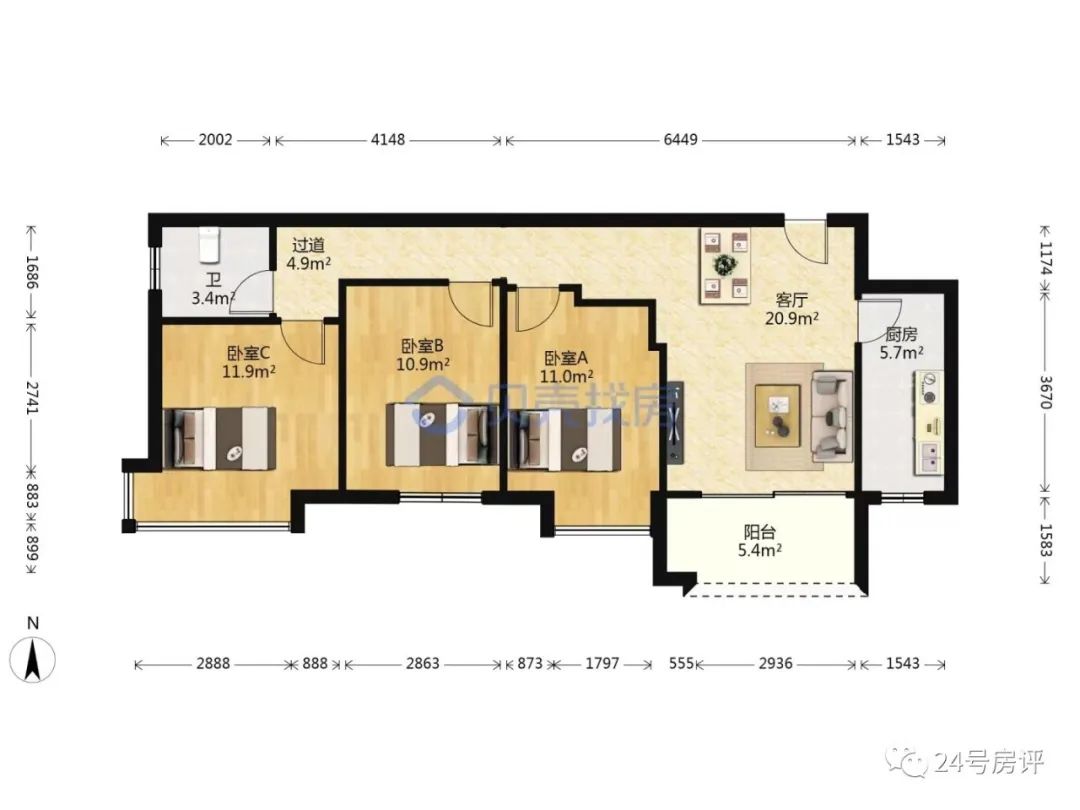 2002
4148
6449
1543
1686
2741
883
899
1174
3670
1583
过道
4.9m²
卫
3.4m²
卧室C
11.9m²
卧室B
10.9m²
卧室A
11.0m²
客厅
20.9m²
厨房
5.7m²
贝壳找房
阳台
5.4m²
N
2888
888
2863
873
1797
555
2936
1543
24号房评